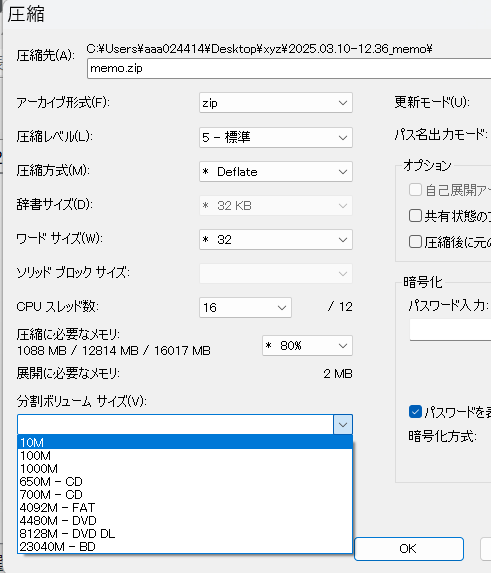 圧縮
圧縮先(A):
C:¥Users¥aaa024414¥Desktop¥xyz¥2025.03.10-12.36_memo¥
memo.zip
アーカイブ形式(F):
zip
更新モード(U):
圧縮レベル(L):
5 - 標準
パス名出力モード:
圧縮方式(M):
* Deflate
オプション
辞書サイズ(D):
* 32 KB
自己展開アー
ワード サイズ(W):
* 32
共有状態の
圧縮後に元の
ソリッド ブロック サイズ:
暗号化
CPU スレッド数:
16
/ 12
パスワード入力:
圧縮に必要なメモリ:
1088 MB / 12814 MB / 16017 MB
* 80%
展開に必要なメモリ:
2 MB
分割ボリューム サイズ(V):
パスワードを表
暗号化方式:
10M
100M
1000M
650M - CD
700M - CD
4092M - FAT
4480M - DVD
8128M - DVD DL
23040M - BD
OK